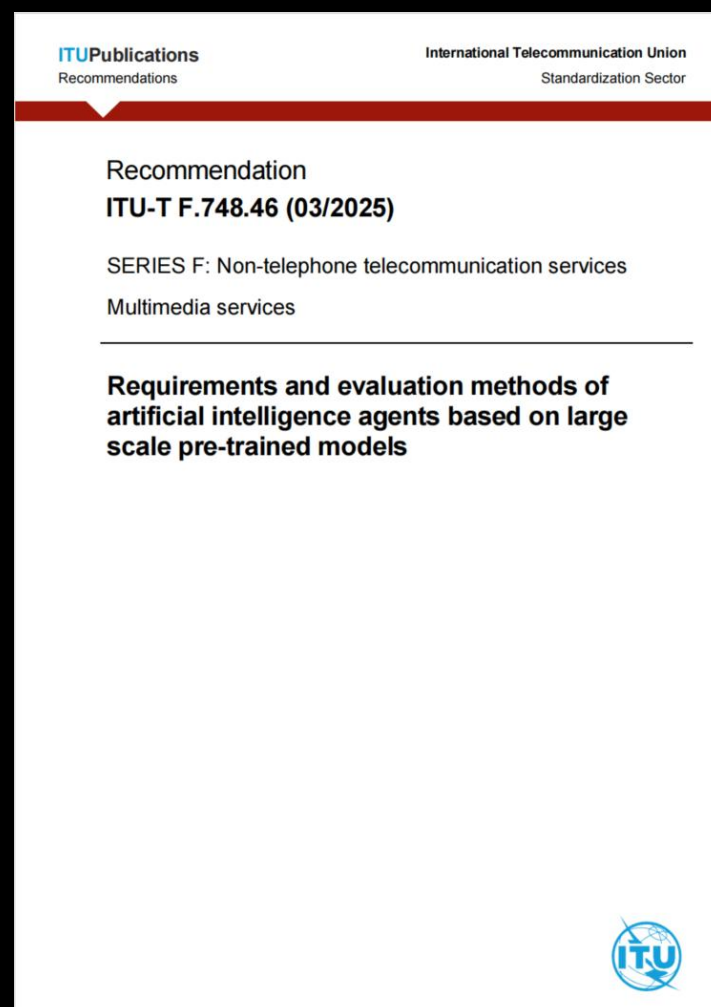 ITUPublications
Recommendations
International Telecommunication Union
Standardization Sector
Recommendation
ITU-T F.748.46 (03/2025)
SERIES F: Non-telephone telecommunication services
Multimedia services
Requirements and evaluation methods of
artificial intelligence agents based on large
scale pre-trained models
ITU